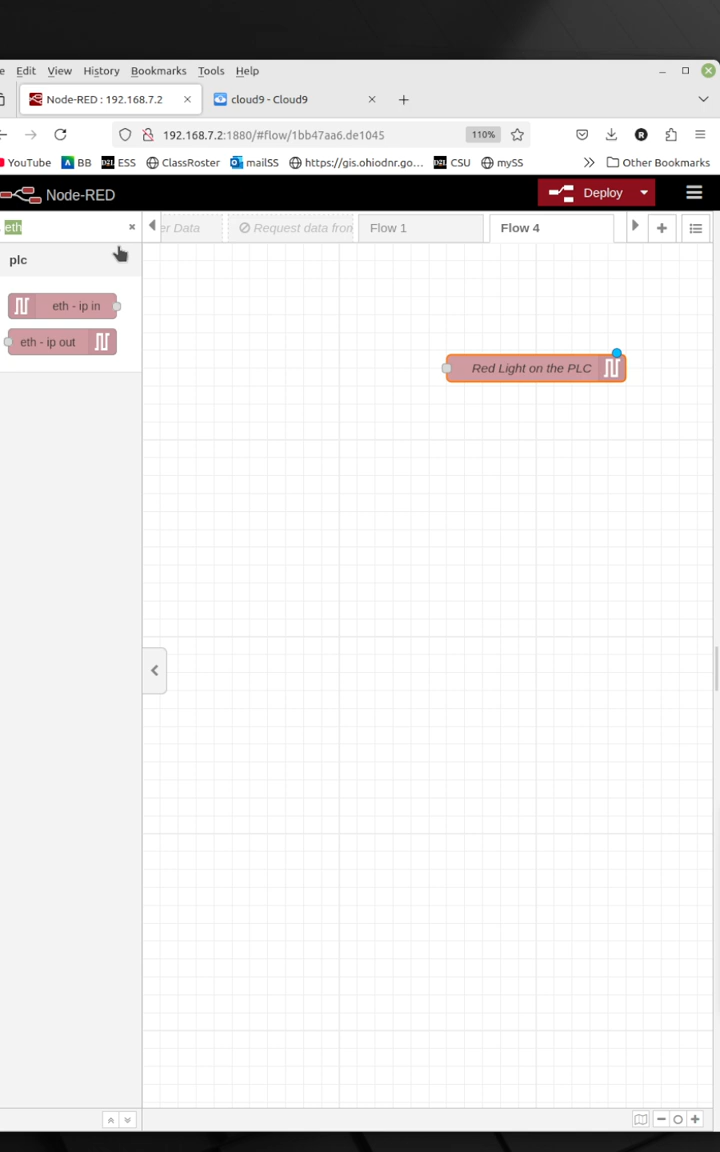 Edit View History Bookmarks Tools Help
Node-RED : 192.168.7.2 cloud9 - Cloud9
192.168.7.2:1880/#flow/1bb47aa6.de1045 110%
YouTube BB ESS ClassRoster mailSS https://gis.ohiodnr.go... CSU mySS Other Bookmarks
Node-RED Deploy
eth er Data Request data from Flow 1 Flow 4
plc
eth - ip in
eth - ip out
Red Light on the PLC